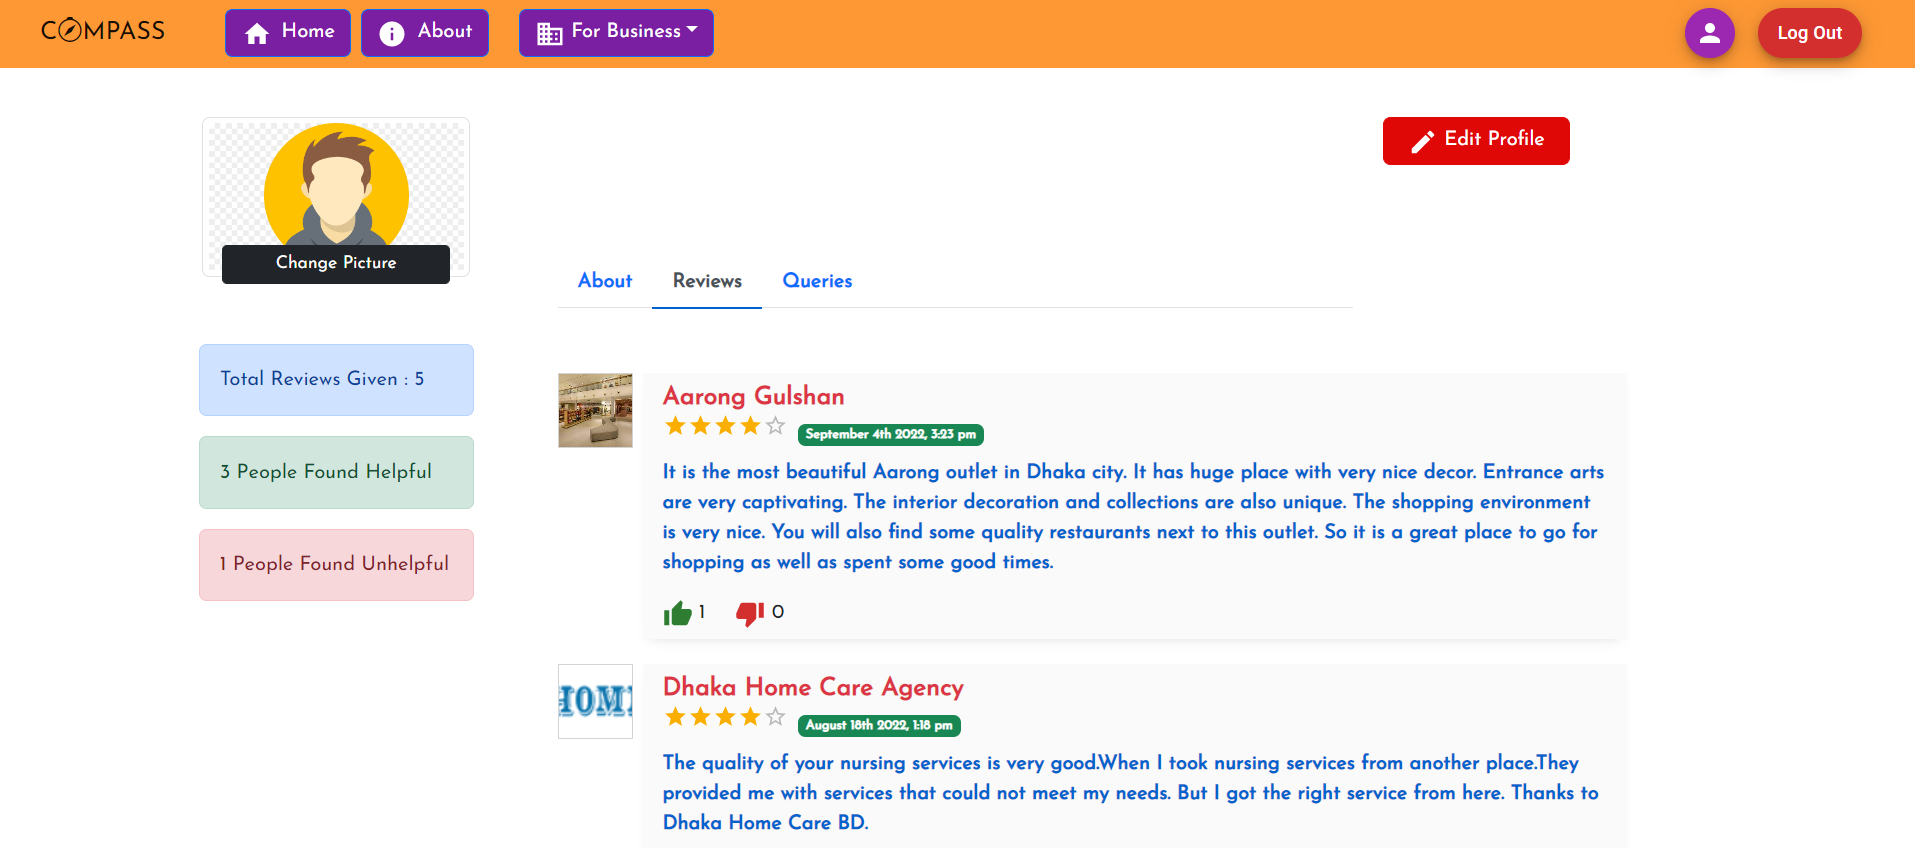 COMPASS
Home
About
For Business
Log Out
Edit Profile
Change Picture
About
Reviews
Queries
Total Reviews Given : 5
3 People Found Helpful
1 People Found Unhelpful
Aarong Gulshan
September 4th 2022, 3:23 pm
It is the most beautiful Aarong outlet in Dhaka city. It has huge place with very nice decor. Entrance arts
are very captivating. The interior decoration and collections are also unique. The shopping environment
is very nice. You will also find some quality restaurants next to this outlet. So it is a great place to go for
shopping as well as spent some good times.
1
0
HOM
Dhaka Home Care Agency
August 18th 2022, 1:18 pm
The quality of your nursing services is very good.When I took nursing services from another place.They
provided me with services that could not meet my needs. But I got the right service from here. Thanks to
Dhaka Home Care BD.